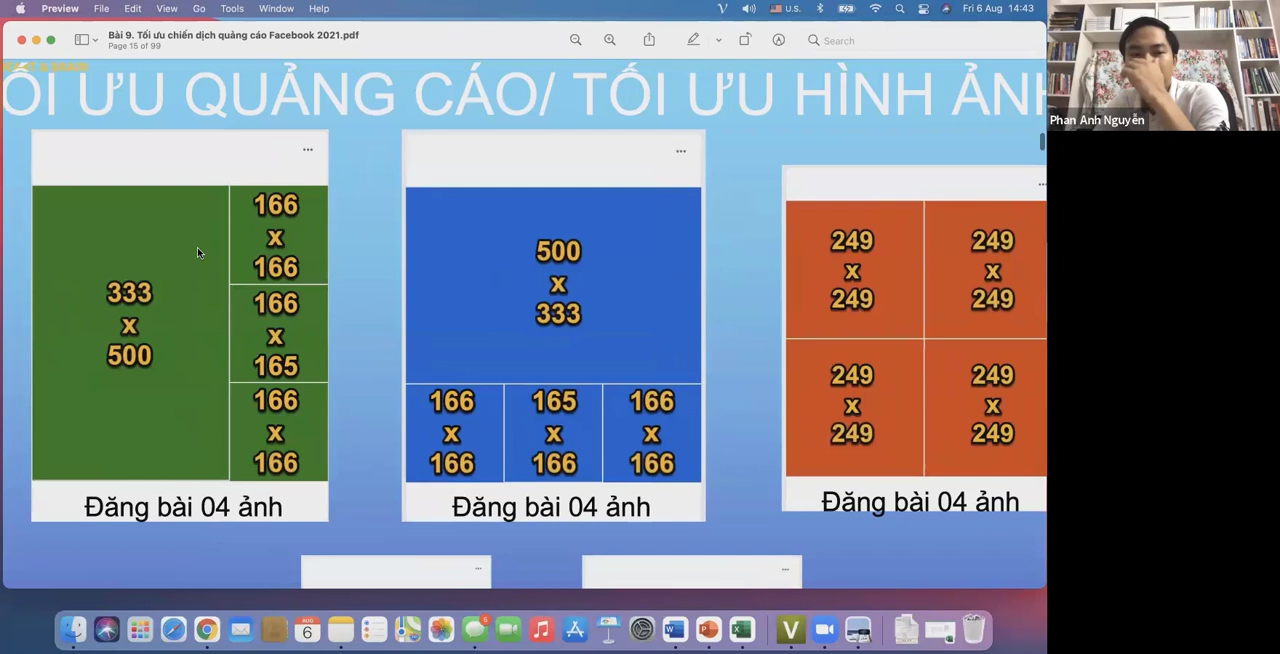 Preview File Edit View Go Tools Window Help
U.S.
Fri 6 Aug 14:43
Bài 9. Tối ưu chiến dịch quảng cáo Facebook 2021.pdf
Page 15 of 99
Search
ỐI ƯU QUẢNG CÁO/ TỐI ƯU HÌNH ẢNH
Phan Anh Nguyễn
333
x
500
166
x
166
166
x
165
166
x
166
Đăng bài 04 ảnh
500
x
333
166
x
166
165
x
166
166
x
166
Đăng bài 04 ảnh
249
x
249
249
x
249
249
x
249
249
x
249
Đăng bài 04 ảnh
AUG
6